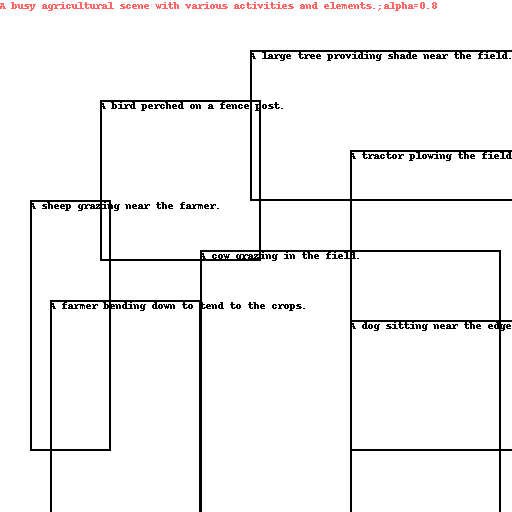 A busy agricultural scene with various activities and elements.;alpha=0.8
A large tree providing shade near the field.
A bird perched on a fence post.
A tractor plowing the field
A sheep grazing near the farmer.
A cow grazing in the field.
A farmer bending down to tend to the crops.
A dog sitting near the edge